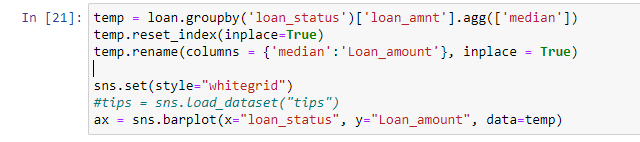 In [21]: temp = loan.groupby('loan_status')['loan_amnt'].agg(['median'])
temp.reset_index(inplace=True)
temp.rename(columns = {'median':'Loan_amount'}, inplace = True)
sns.set(style="whitegrid")
#tips = sns.load_dataset("tips")
ax = sns.barplot(x="loan_status", y="Loan_amount", data=temp)